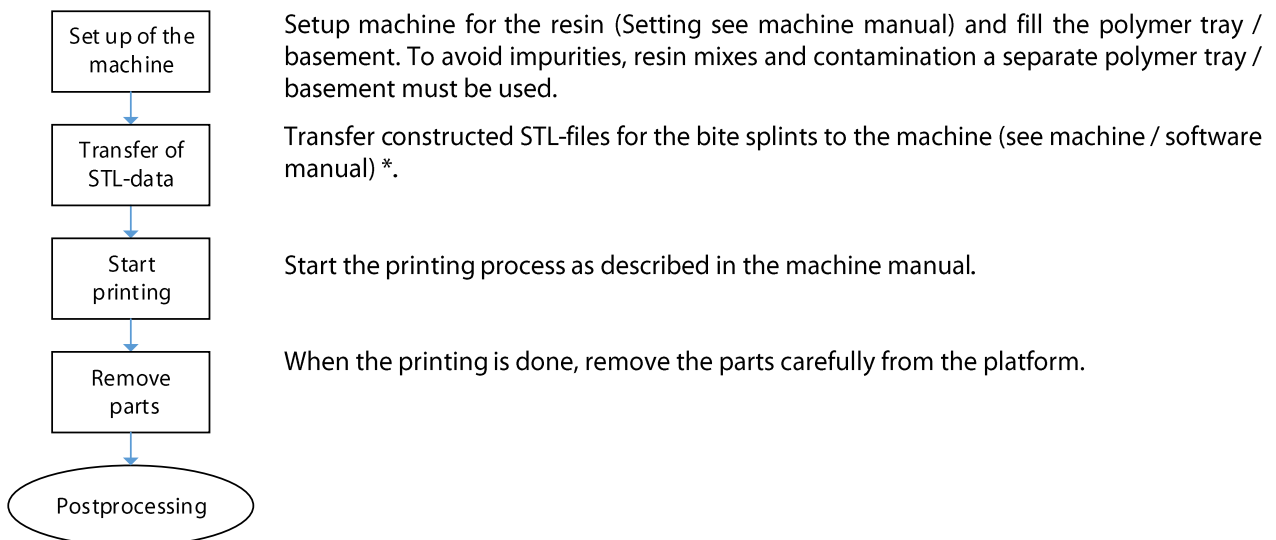 Set up of the
machine
Setup machine for the resin (Setting see machine manual) and fill the polymer tray /
basement. To avoid impurities, resin mixes and contamination a separate polymer tray /
basement must be used.
Transfer of
STL-data
Transfer constructed STL-files for the bite splints to the machine (see machine / software
manual) *.
Start
printing
Start the printing process as described in the machine manual.
Remove
parts
When the printing is done, remove the parts carefully from the platform.
Postprocessing